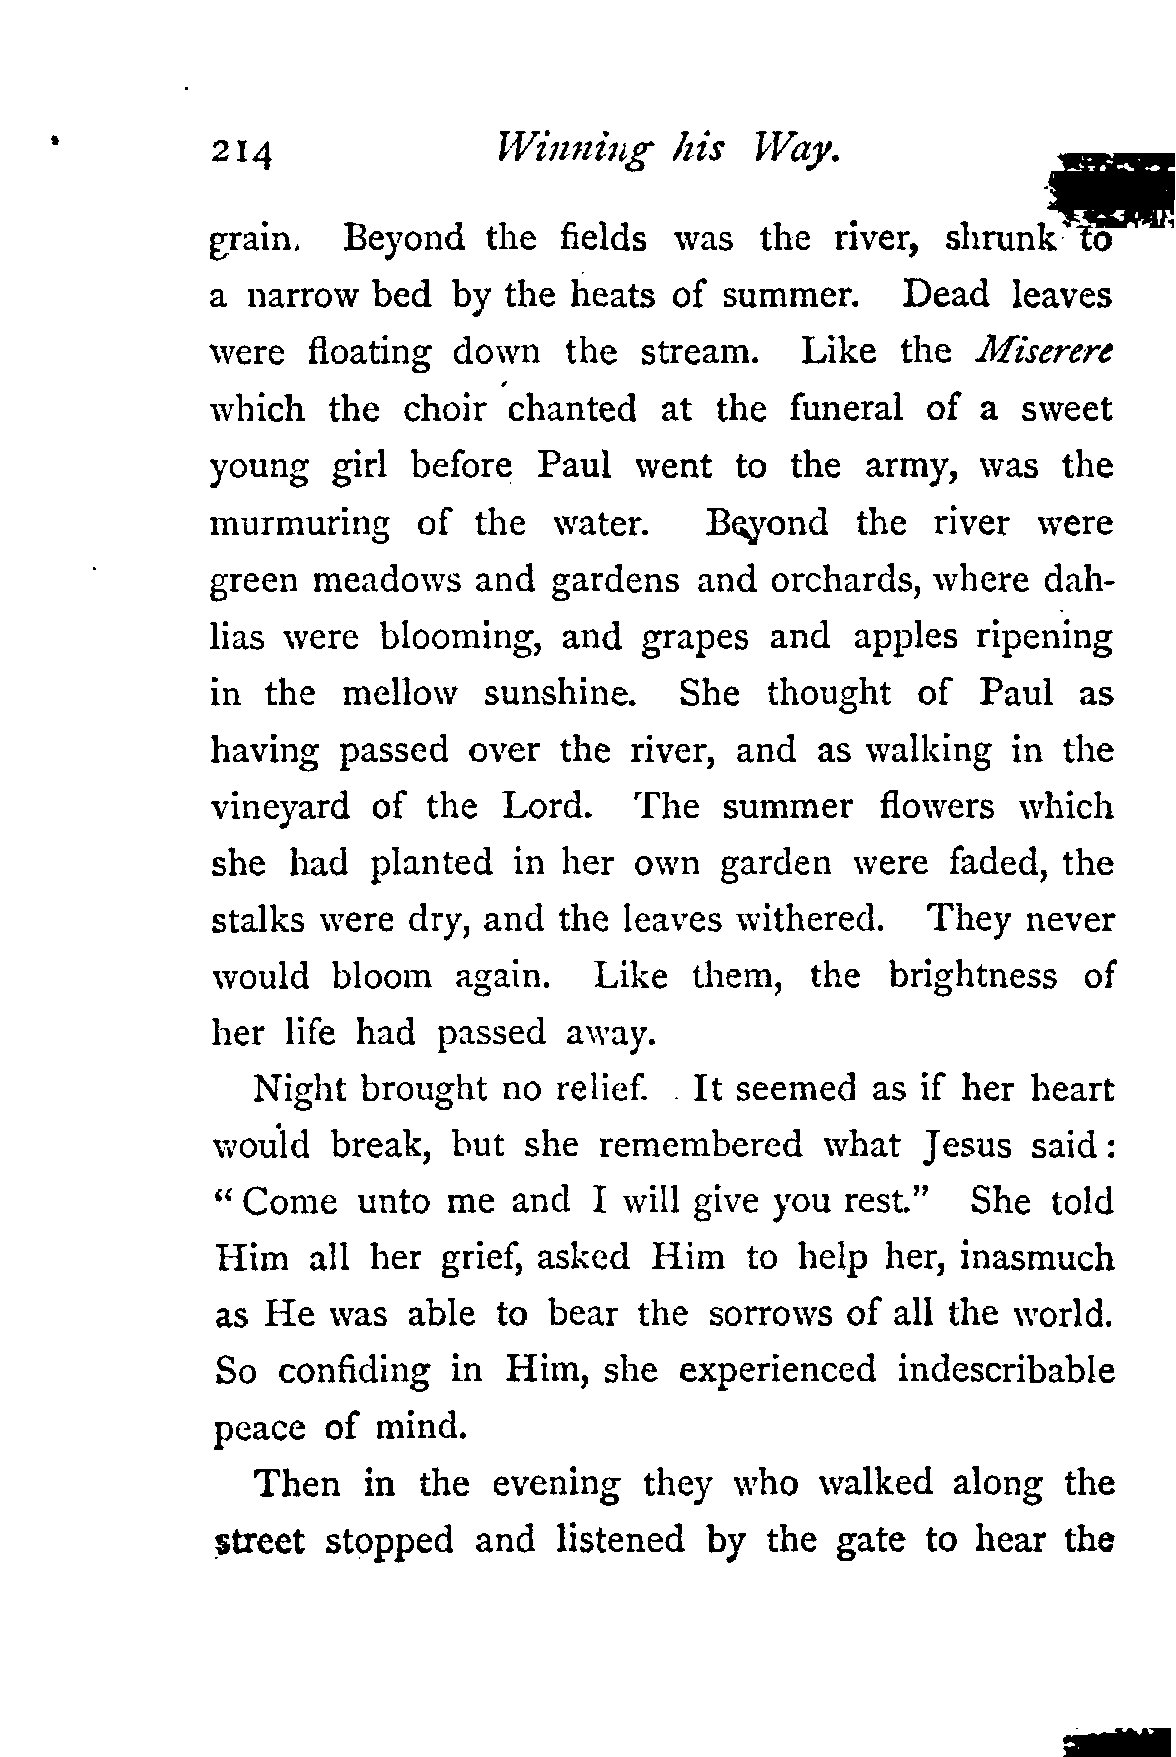 214 Winning his Way.
grain. Beyond the fields was the river, shrunk to
a narrow bed by the heats of summer. Dead leaves
were floating down the stream. Like the Miserere
which the choir chanted at the funeral of a sweet
young girl before Paul went to the army, was the
murmuring of the water. Beyond the river were
green meadows and gardens and orchards, where dah-
lias were blooming, and grapes and apples ripening
in the mellow sunshine. She thought of Paul as
having passed over the river, and as walking in the
vineyard of the Lord. The summer flowers which
she had planted in her own garden were faded, the
stalks were dry, and the leaves withered. They never
would bloom again. Like them, the brightness of
her life had passed away.
Night brought no relief. It seemed as if her heart
would break, but she remembered what Jesus said:
“Come unto me and I will give you rest.” She told
Him all her grief, asked Him to help her, inasmuch
as He was able to bear the sorrows of all the world.
So confiding in Him, she experienced indescribable
peace of mind.
Then in the evening they who walked along the
street stopped and listened by the gate to hear the